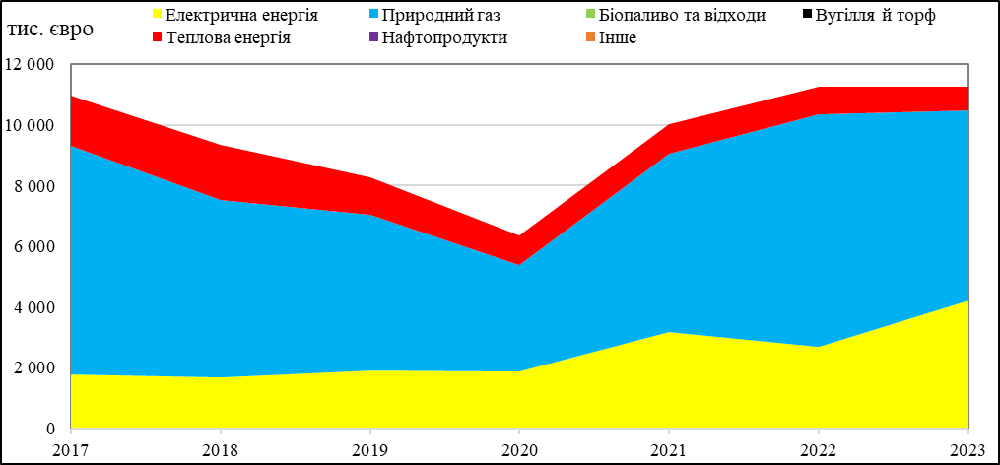 тис. євро
Електрична енергія Природний газ Біопаливо та відходи Вугілля й торф
Теплова енергія Нафтопродукти Інше
12 000
10 000
8 000
6 000
4 000
2 000
0
2017 2018 2019 2020 2021 2022 2023